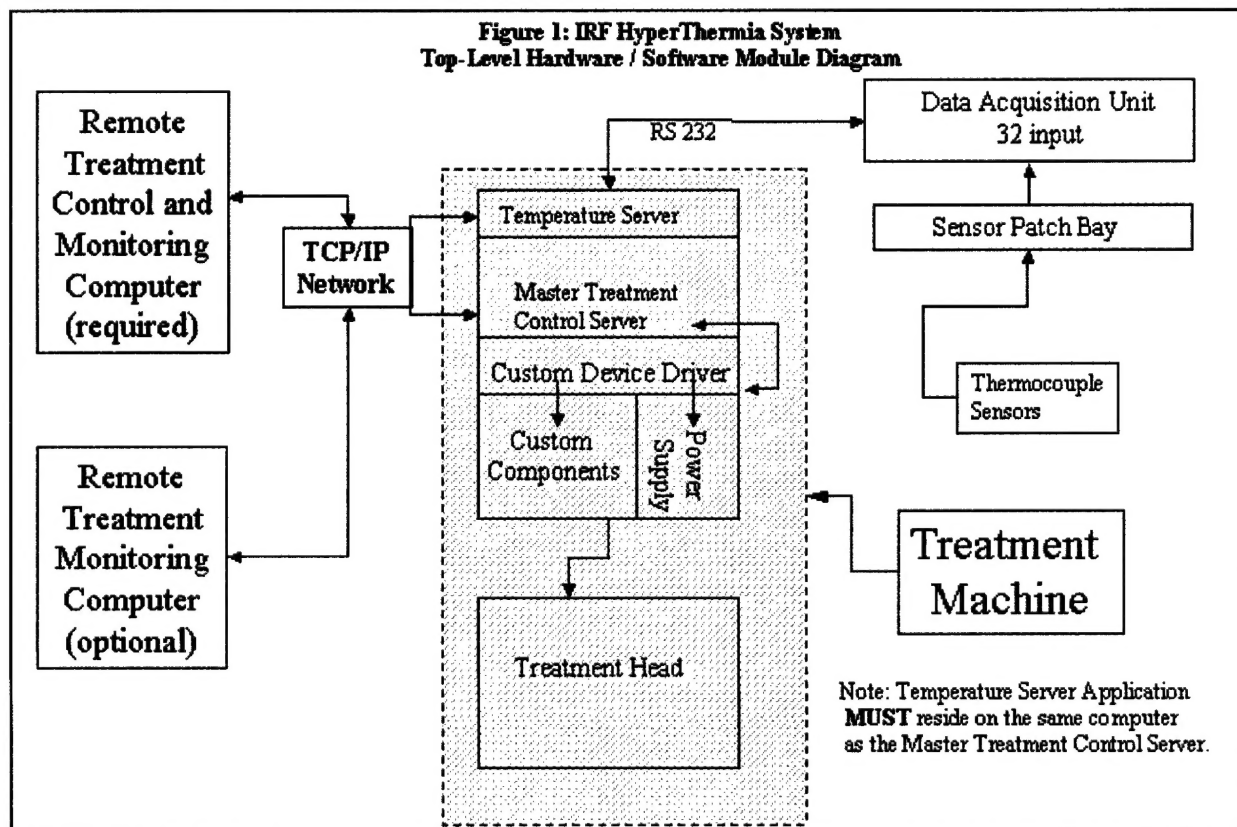 Figure 1: IRF HyperThermia System
Top-Level Hardware / Software Module Diagram
Remote
Treatment
Control and
Monitoring
Computer
(required)
TCP/IP
Network
Remote
Treatment
Monitoring
Computer
(optional)
RS 232
Temperature Server
Master Treatment
Control Server
Custom Device Driver
Custom
Components
Power
Supply
Treatment Head
Data Acquisition Unit
32 input
Sensor Patch Bay
Thermocouple
Sensors
Treatment
Machine
Note: Temperature Server Application
MUST reside on the same computer
as the Master Treatment Control Server.